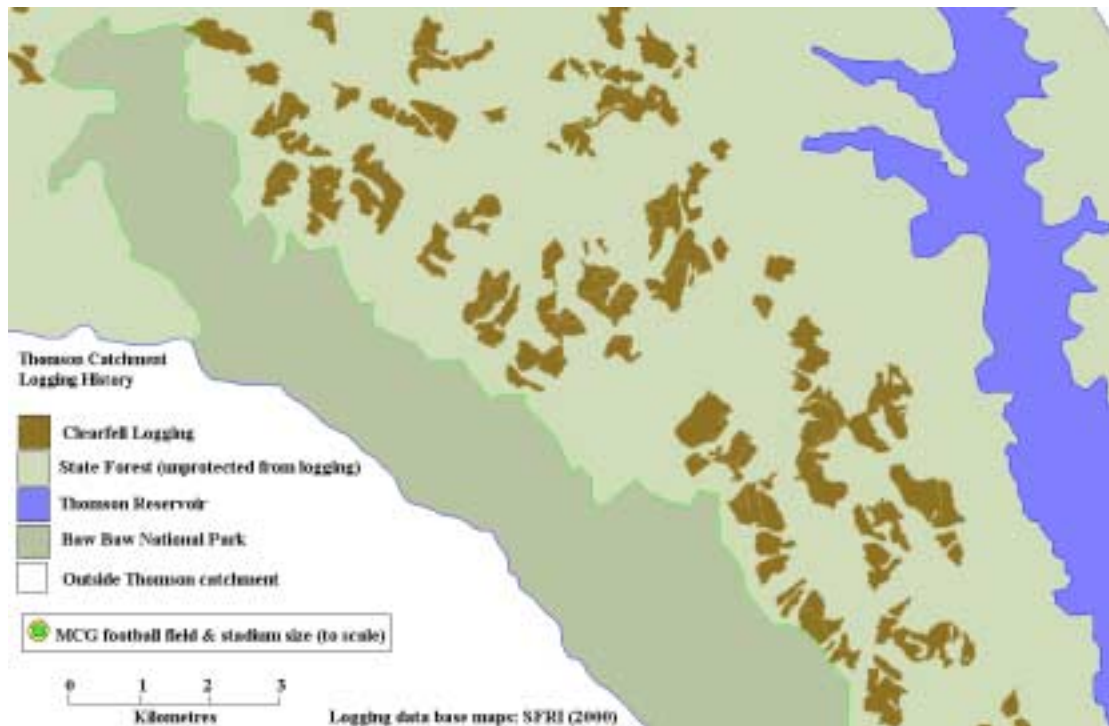 Thomson Catchment
Logging History
Clearfell Logging
State Forest (unprotected from logging)
Thomson Reservoir
Baw Baw National Park
Outside Thomson catchment
MCG football field & stadium size (to scale)
0 1 2 3
Kilometres
Logging data base maps: SFRI (2000)